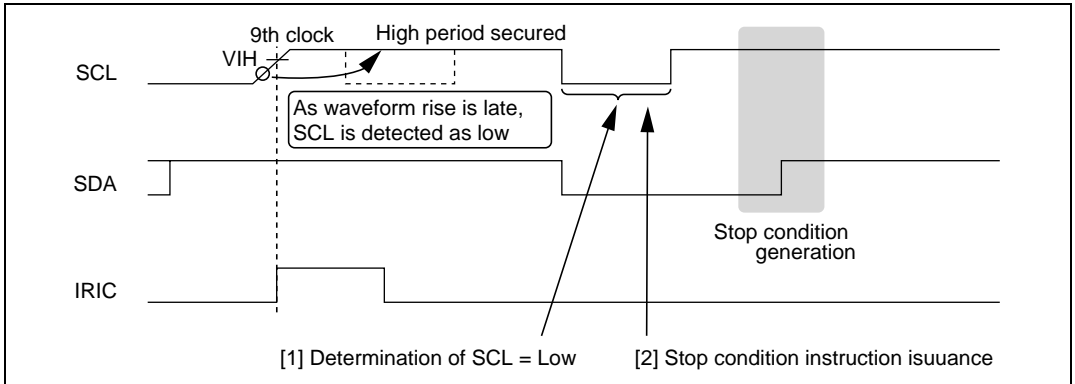 9th clock
High period secured
VIH
SCL
As waveform rise is late,
SCL is detected as low
SDA
Stop condition
generation
IRIC
[1] Determination of SCL = Low
[2] Stop condition instruction isuuance